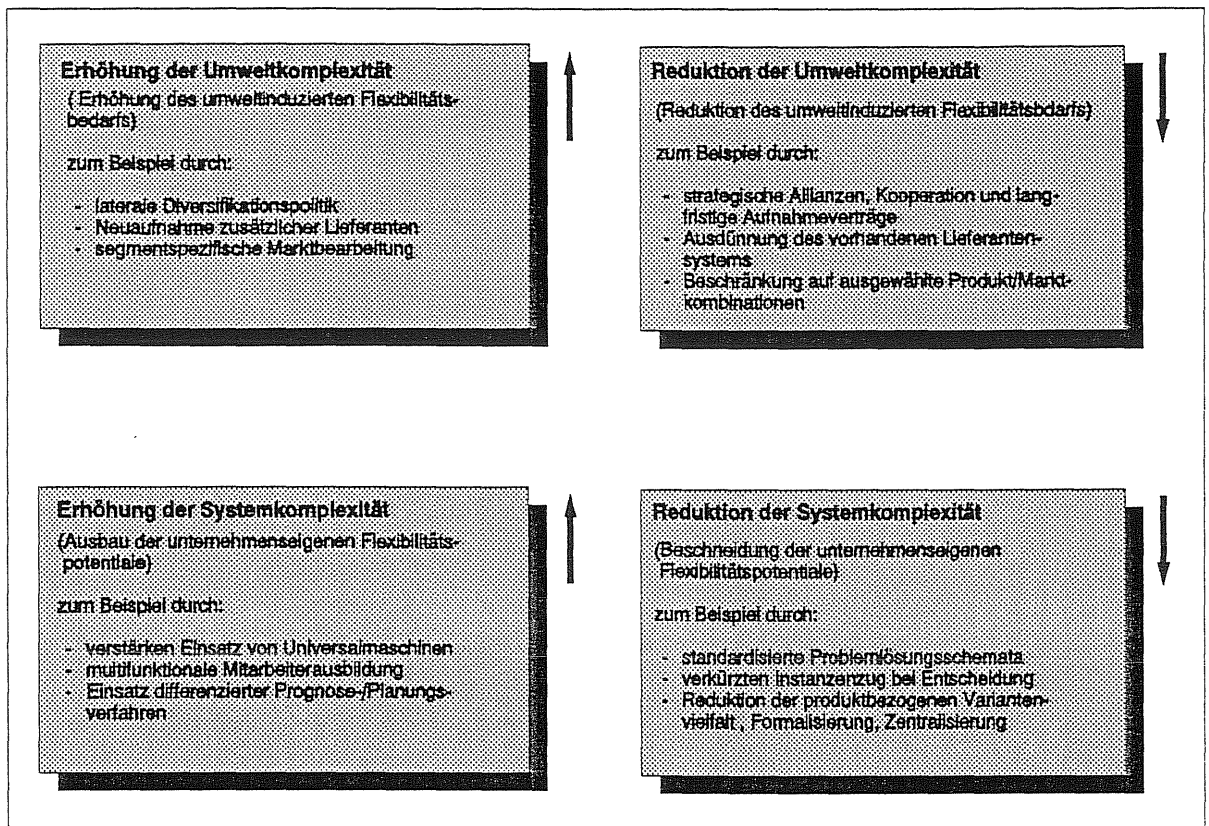 Erhöhung der Umweltkomplexität
( Erhöhung des umweltinduzierten Flexibilitäts-
bedarfs)
zum Beispiel durch:
- laterale Diversifikationspolitik
- Neuaufnahme zusätzlicher Lieferanten
- segmentspezifische Marktbearbeitung
Reduktion der Umweltkomplexität
(Reduktion des umweltinduzierten Flexibilitätsbdarfs)
zum Beispiel durch:
- strategische Allianzen, Kooperation und lang-
fristige Aufnahmeverträge
- Ausdünnung des vorhandenen Lieferanten-
systems
- Beschränkung auf ausgewählte Produkt/Markt-
kombinationen
Erhöhung der Systemkomplexität
(Ausbau der unternehmenseigenen Flexibilitäts-
potentiale)
zum Beispiel durch:
- verstärken Einsatz von Universalmaschinen
- multifunktionale Mitarbeiterausbildung
- Einsatz differenzierter Prognose-/Planungs-
verfahren
Reduktion der Systemkomplexität
(Beschneidung der unternehmenseigenen
Flexibilitätspotentiale)
zum Beispiel durch:
- standardisierte Problemlösungsschemata
- verkürzten Instanzenzug bei Entscheidung
- Reduktion der produktbezogenen Varianten-
vielfalt , Formalisierung, Zentralisierung